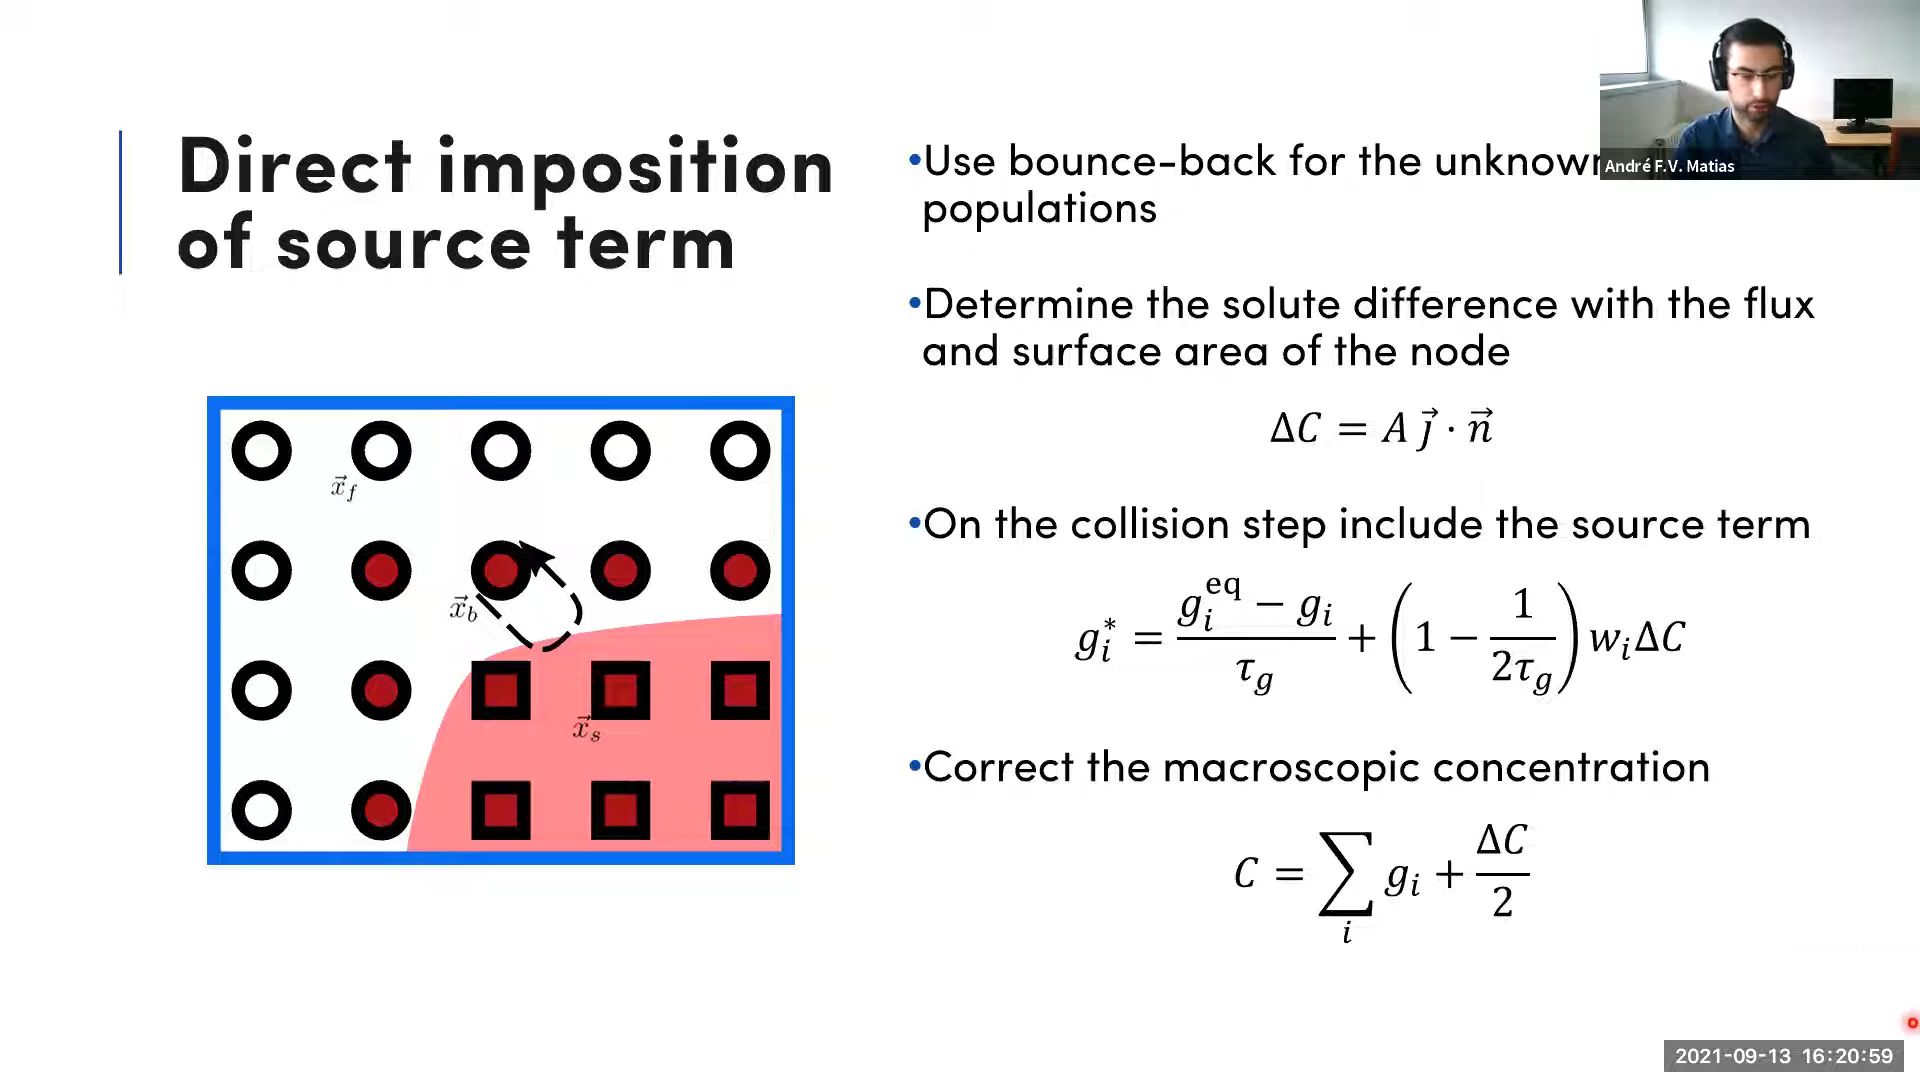 Direct imposition
of source term
•Use bounce-back for the unknown
populations
•Determine the solute difference with the flux
and surface area of the node
ΔC = A j⃗ · n⃗
•On the collision step include the source term
g_i^* = (g_i^eq − g_i)/τ_g + (1 − 1/(2τ_g)) w_i ΔC
•Correct the macroscopic concentration
C = ∑_i g_i + ΔC/2
x⃗_f
x⃗_b
x⃗_s
André F.V. Matias
2021-09-13 16:20:59